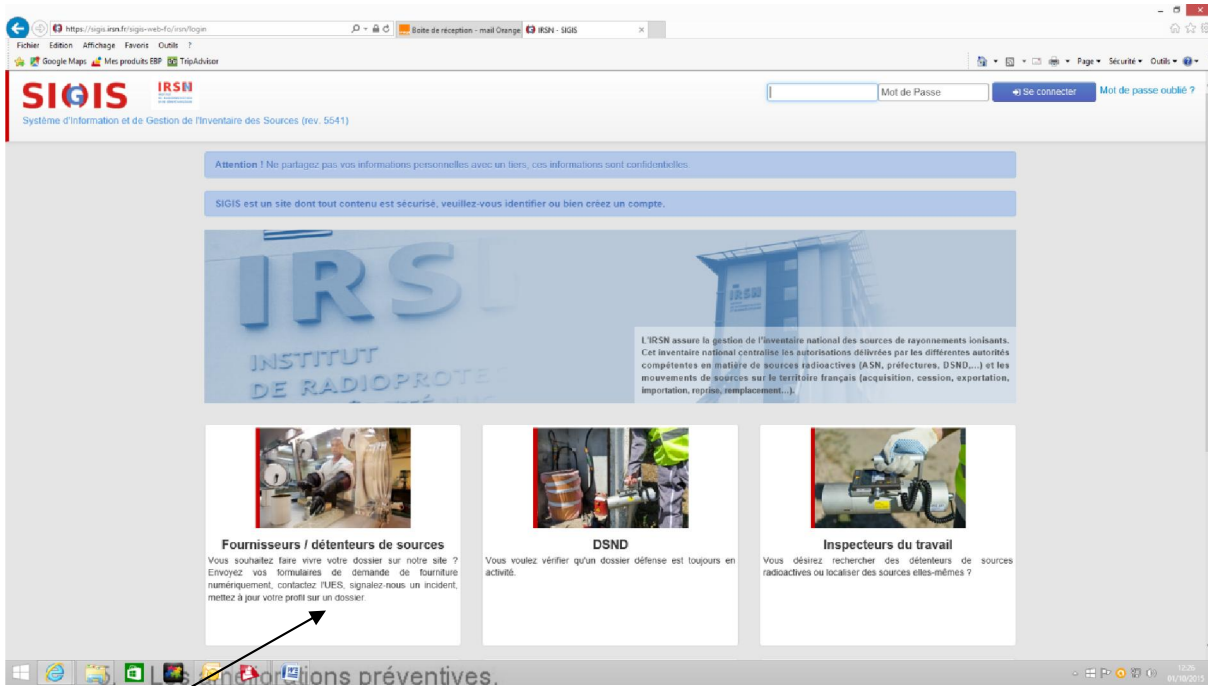 https://sigis.irsn.fr/sigis-web-fo/irsn/login
Boite de réception - mail Orange
IRSN - SIGIS
Fichier Edition Affichage Favoris Outils ?
Google Maps Mes produits EBP TripAdvisor
Page Sécurité Outils
SIGIS IRSN
Mot de Passe
Se connecter
Mot de passe oublié ?
Système d'Information et de Gestion de l'Inventaire des Sources (rev. 5541)
Attention ! Ne partagez pas vos informations personnelles avec un tiers, ces informations sont confidentielles.
SIGIS est un site dont tout contenu est sécurisé, veuillez-vous identifier ou bien créez un compte.
IRSN
INSTITUT
DE RADIOPROTE
IRSN
L'IRSN assure la gestion de l'inventaire national des sources de rayonnements ionisants.
Cet inventaire national centralise les autorisations délivrées par les différentes autorités
compétentes en matière de sources radioactives (ASN, préfectures, DSND,...) et les
mouvements de sources sur le territoire français (acquisition, cession, exportation,
importation, reprise, remplacement...).
Fournisseurs / détenteurs de sources
Vous souhaitez faire vivre votre dossier sur notre site ?
Envoyez vos formulaires de demande de fourniture
numériquement, contactez l'UES, signalez-nous un incident,
mettez à jour votre profil sur un dossier.
DSND
Vous voulez vérifier qu'un dossier défense est toujours en
activité.
Inspecteurs du travail
Vous désirez rechercher des détenteurs de sources
radioactives ou localiser des sources elles-mêmes ?
Les améliorations préventives.
12:26
01/10/2015